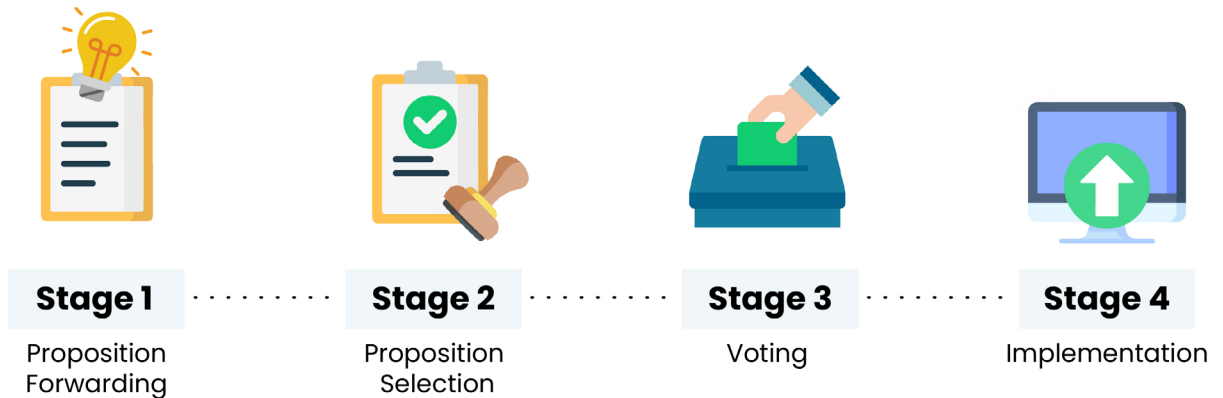 Stage 1
Stage 2
Stage 3
Stage 4
Proposition
Forwarding
Proposition
Selection
Voting
Implementation